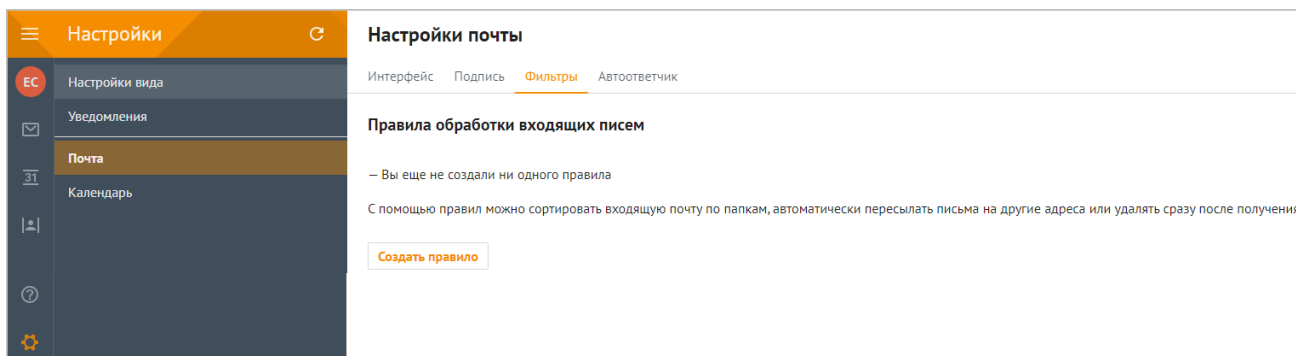 Настройки
ЕС
Настройки вида
Уведомления
Почта
31
Календарь
Настройки почты
Интерфейс Подпись Фильтры Автоответчик
Правила обработки входящих писем
— Вы еще не создали ни одного правила
С помощью правил можно сортировать входящую почту по папкам, автоматически пересылать письма на другие адреса или удалять сразу после получения
Создать правило